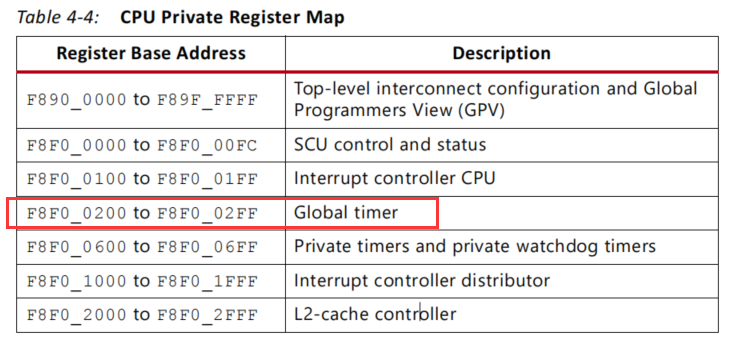 Table 4-4: CPU Private Register Map
Register Base Address Description
F890_0000 to F89F_FFFF Top-level interconnect configuration and Global
Programmers View (GPV)
F8F0_0000 to F8F0_00FC SCU control and status
F8F0_0100 to F8F0_01FF Interrupt controller CPU
F8F0_0200 to F8F0_02FF Global timer
F8F0_0600 to F8F0_06FF Private timers and private watchdog timers
F8F0_1000 to F8F0_1FFF Interrupt controller distributor
F8F0_2000 to F8F0_2FFF L2-cache controller